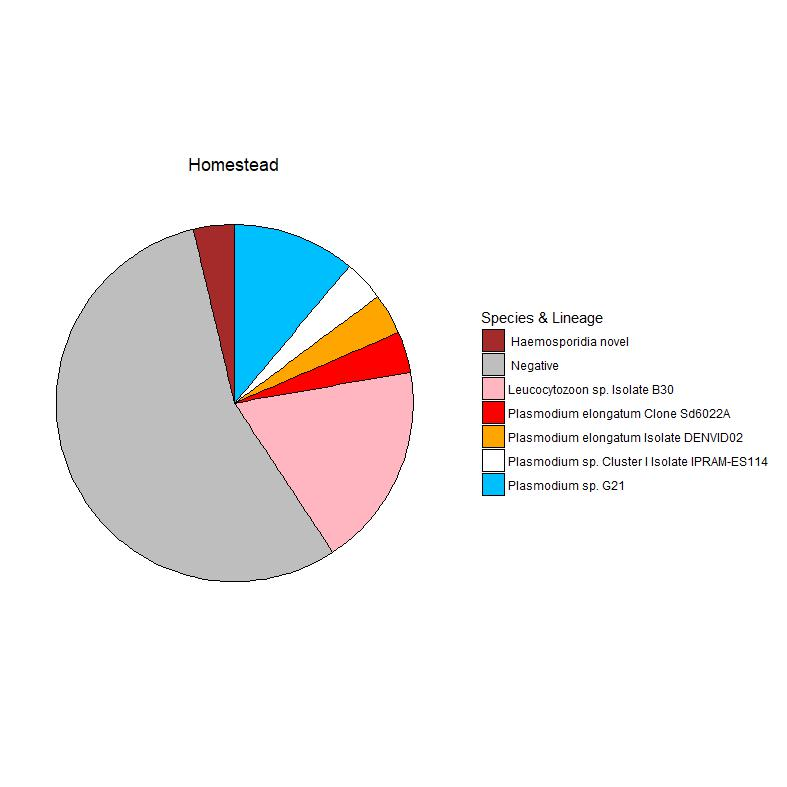 Homestead
Species & Lineage
Haemosporidia novel
Negative
Leucocytozoon sp. Isolate B30
Plasmodium elongatum Clone Sd6022A
Plasmodium elongatum Isolate DENVID02
Plasmodium sp. Cluster I Isolate IPRAM-ES114
Plasmodium sp. G21